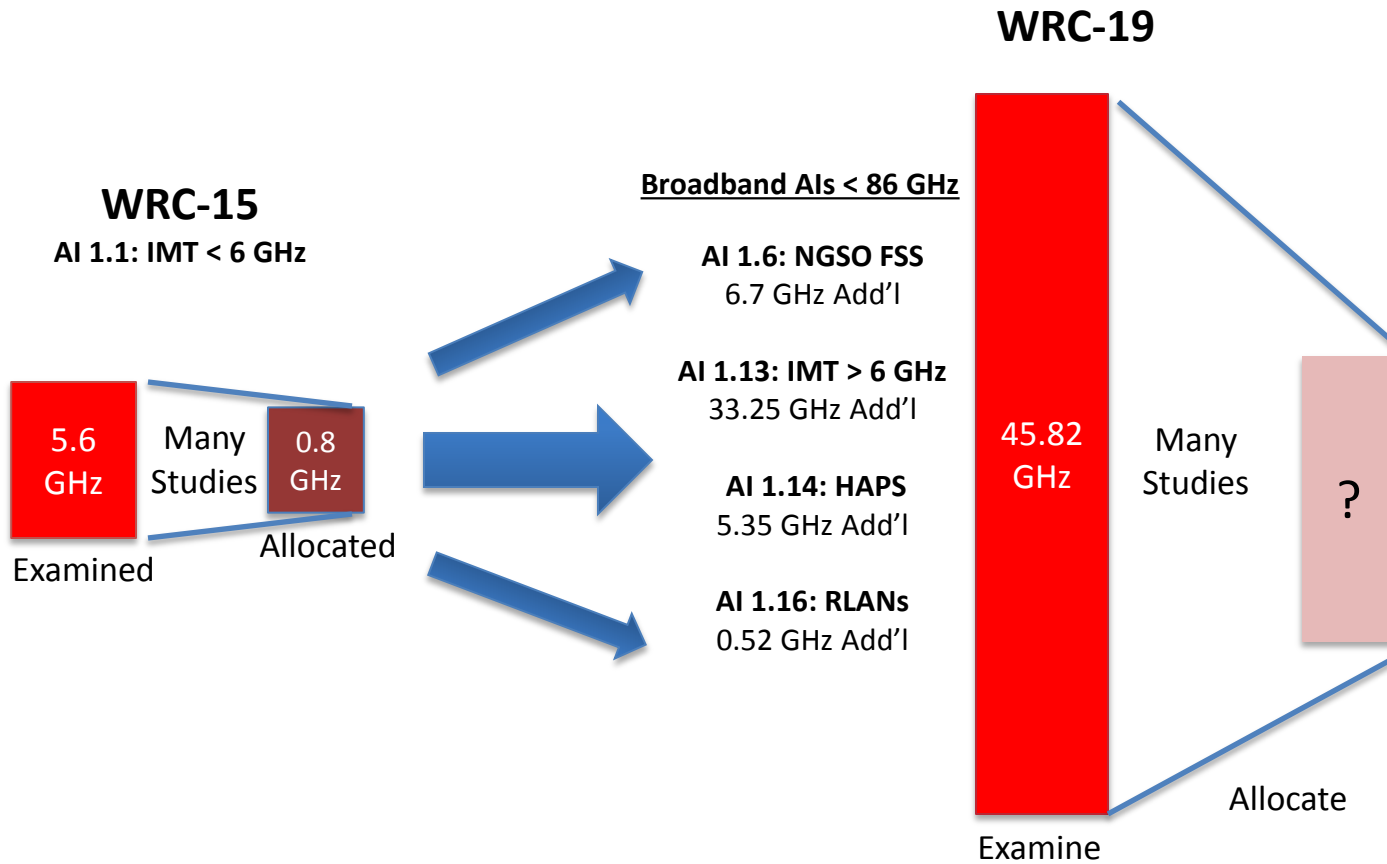 WRC-15
AI 1.1: IMT < 6 GHz
5.6
GHz
Examined
Many
Studies
0.8
GHz
Allocated
Broadband AIs < 86 GHz
AI 1.6: NGSO FSS
6.7 GHz Add’l
AI 1.13: IMT > 6 GHz
33.25 GHz Add’l
AI 1.14: HAPS
5.35 GHz Add’l
AI 1.16: RLANs
0.52 GHz Add’l
WRC-19
45.82
GHz
Examine
Many
Studies
?
Allocate